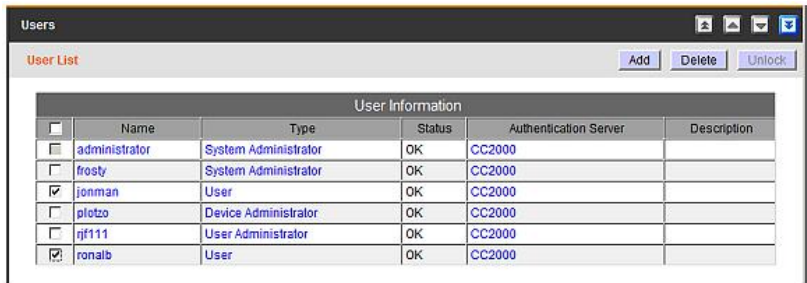 Users
User List Add Delete Unlock
User Information
Name Type Status Authentication Server Description
administrator System Administrator OK CC2000
frosty System Administrator OK CC2000
jonman User OK CC2000
plotzo Device Administrator OK CC2000
rjf111 User Administrator OK CC2000
ronalb User OK CC2000